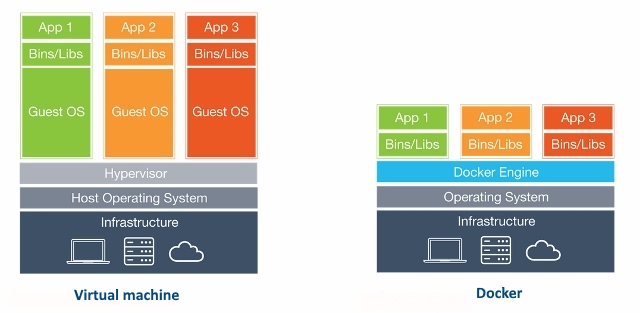 App 1 App 2 App 3
Bins/Libs Bins/Libs Bins/Libs
Guest OS Guest OS Guest OS
Hypervisor
Host Operating System
Infrastructure
Virtual machine
App 1 App 2 App 3
Bins/Libs Bins/Libs Bins/Libs
Docker Engine
Operating System
Infrastructure
Docker